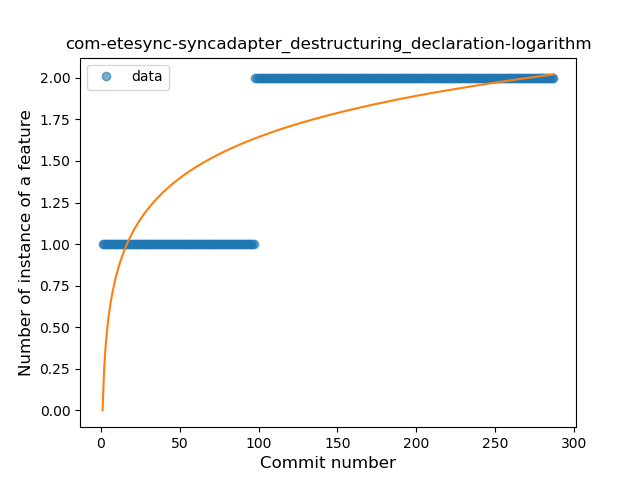 com-etesync-syncadapter_destructuring_declaration-logarithm
data
Number of instance of a feature
2.00
1.75
1.50
1.25
1.00
0.75
0.50
0.25
0.00
0 50 100 150 200 250 300
Commit number